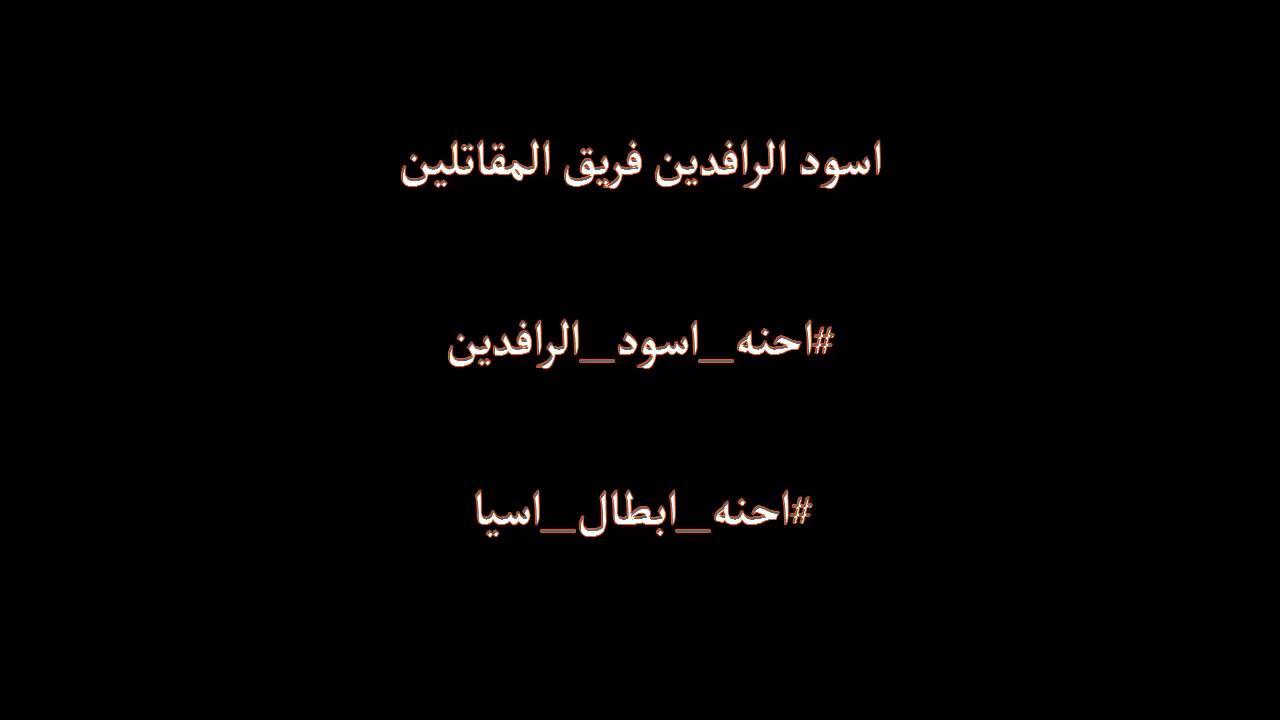 اسود الرافدين فريق المقاتلين
#احنه_اسود_الرافدين
#احنه_ابطال_اسيا